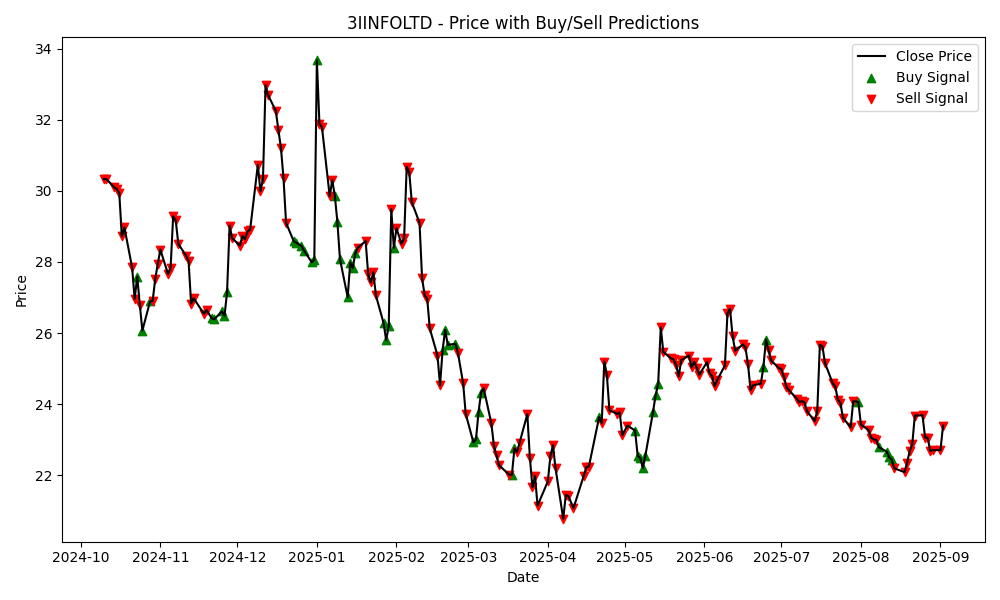 3IINFOLTD - Price with Buy/Sell Predictions
Close Price
Buy Signal
Sell Signal
Price
34
32
30
28
26
24
22
2024-10 2024-11 2024-12 2025-01 2025-02 2025-03 2025-04 2025-05 2025-06 2025-07 2025-08 2025-09
Date